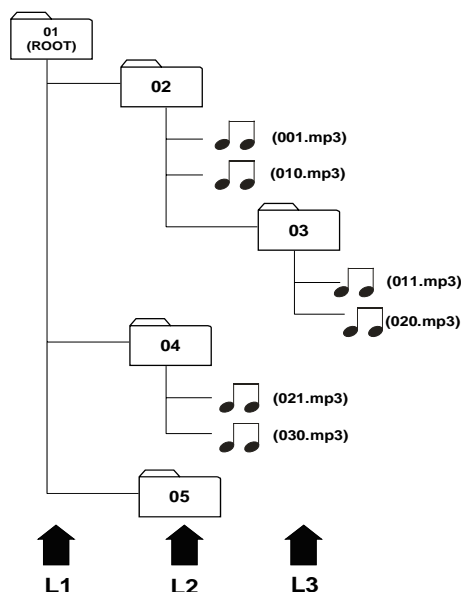 01
(ROOT)
02
(001.mp3)
(010.mp3)
03
(011.mp3)
(020.mp3)
04
(021.mp3)
(030.mp3)
05
L1 L2 L3